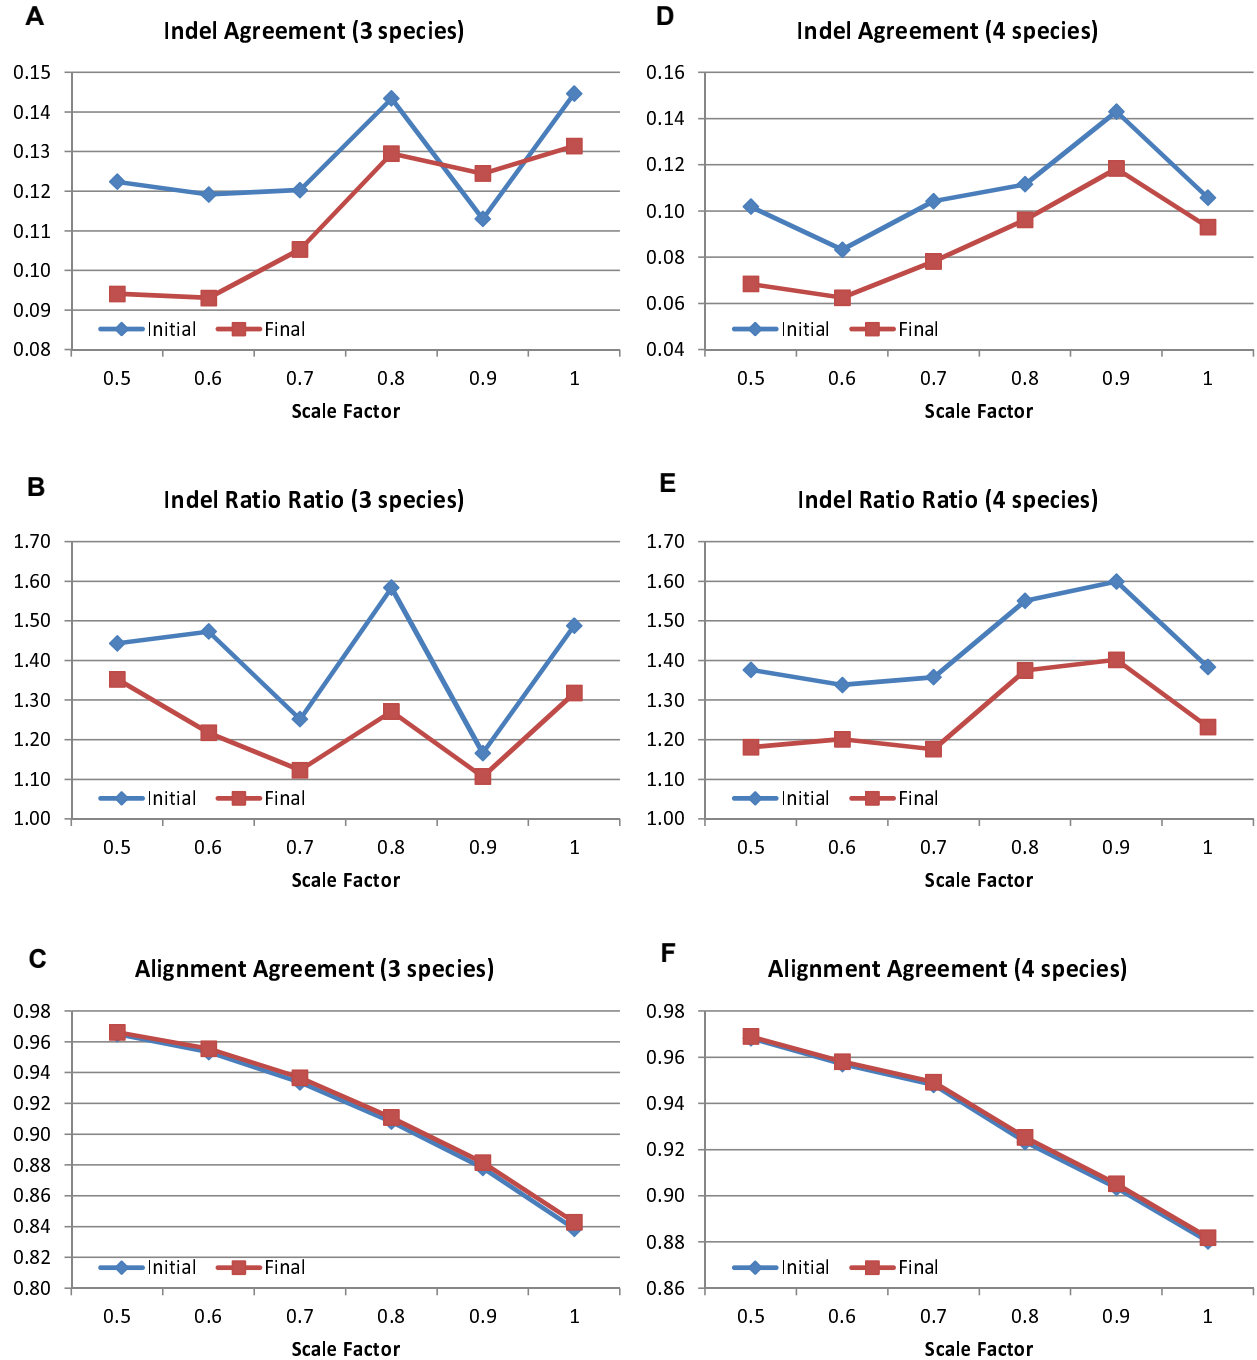 A
Indel Agreement (3 species)
0.15
0.14
0.13
0.12
0.11
0.10
0.09
0.08
Initial Final
0.5 0.6 0.7 0.8 0.9 1
Scale Factor
B
Indel Ratio Ratio (3 species)
1.70
1.60
1.50
1.40
1.30
1.20
1.10
1.00
Initial Final
0.5 0.6 0.7 0.8 0.9 1
Scale Factor
C
Alignment Agreement (3 species)
0.98
0.96
0.94
0.92
0.90
0.88
0.86
0.84
0.82
0.80
Initial Final
0.5 0.6 0.7 0.8 0.9 1
Scale Factor
D
Indel Agreement (4 species)
0.16
0.14
0.12
0.10
0.08
0.06
0.04
Initial Final
0.5 0.6 0.7 0.8 0.9 1
Scale Factor
E
Indel Ratio Ratio (4 species)
1.70
1.60
1.50
1.40
1.30
1.20
1.10
1.00
Initial Final
0.5 0.6 0.7 0.8 0.9 1
Scale Factor
F
Alignment Agreement (4 species)
0.98
0.96
0.94
0.92
0.90
0.88
0.86
Initial Final
0.5 0.6 0.7 0.8 0.9 1
Scale Factor